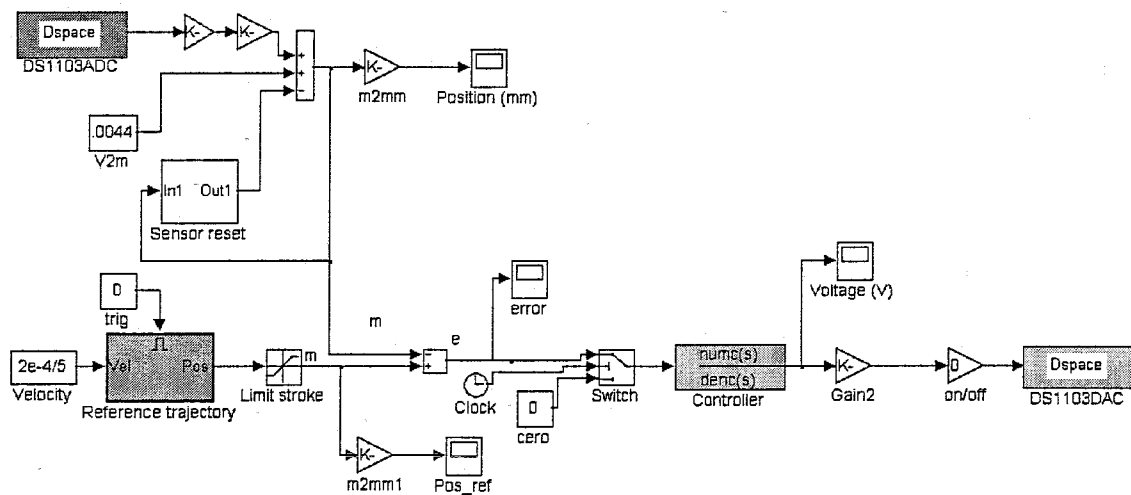 Dspace
DS1103ADC
K-
K-
+
+
−
K-
m2mm
Position (mm)
.0044
V2m
In1 Out1
Sensor reset
0
trig
2e-4/5
Velocity
Vel Pos
Reference trajectory
m
Limit stroke
m
−
+
e
error
Clock
0
cero
Switch
numc(s)
denc(s)
Controller
Voltage (V)
K-
Gain2
0
on/off
Dspace
DS1103DAC
K-
m2mm1
Pos_ref